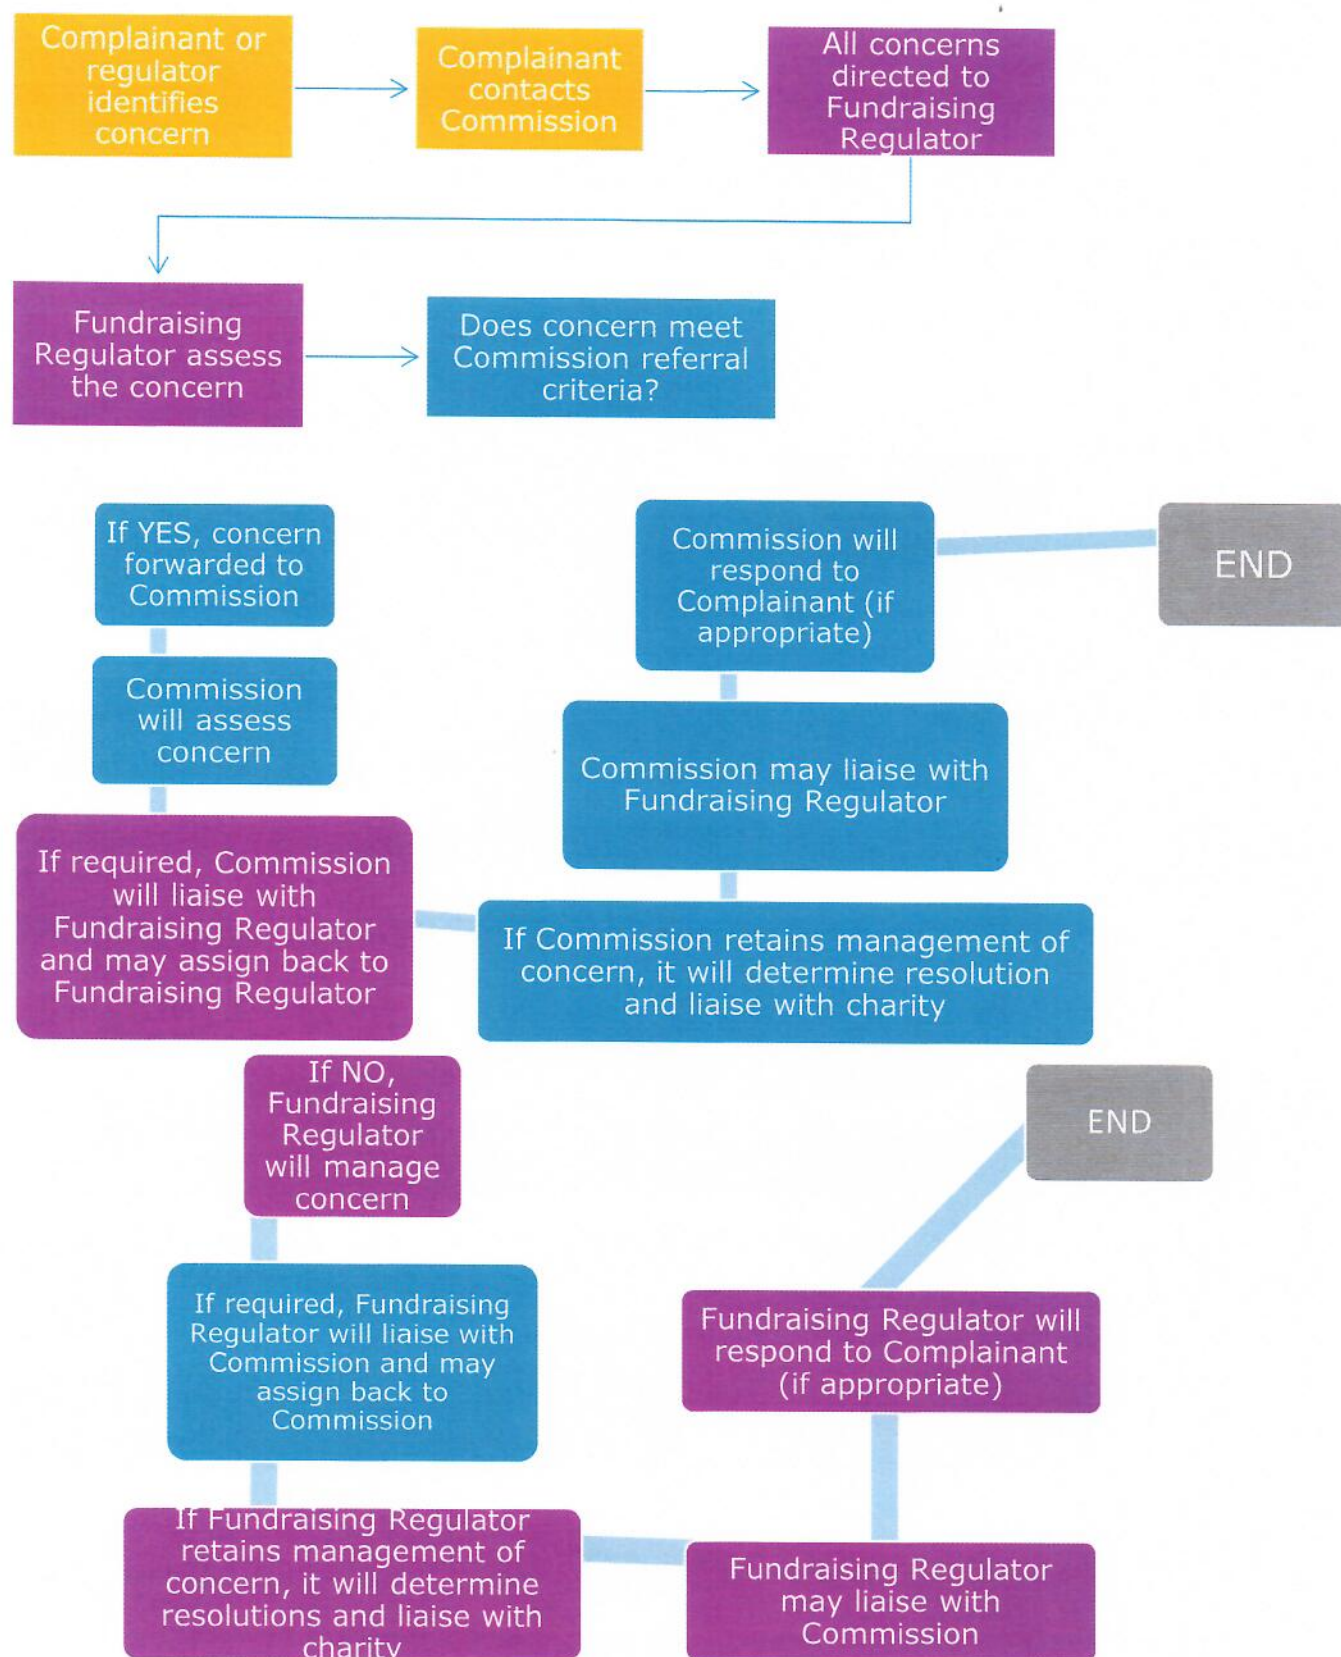 Complainant or
regulator
identifies
concern
Complainant
contacts
Commission
All concerns
directed to
Fundraising
Regulator
Fundraising
Regulator assess
the concern
Does concern meet
Commission referral
criteria?
If YES, concern
forwarded to
Commission
Commission
will assess
concern
If required, Commission
will liaise with
Fundraising Regulator
and may assign back to
Fundraising Regulator
If Commission retains management of
concern, it will determine resolution
and liaise with charity
Commission may liaise with
Fundraising Regulator
Commission will
respond to
Complainant (if
appropriate)
END
If NO,
Fundraising
Regulator
will manage
concern
If required, Fundraising
Regulator will liaise with
Commission and may
assign back to
Commission
If Fundraising Regulator
retains management of
concern, it will determine
resolutions and liaise with
charity
Fundraising Regulator
may liaise with
Commission
Fundraising Regulator will
respond to Complainant
(if appropriate)
END